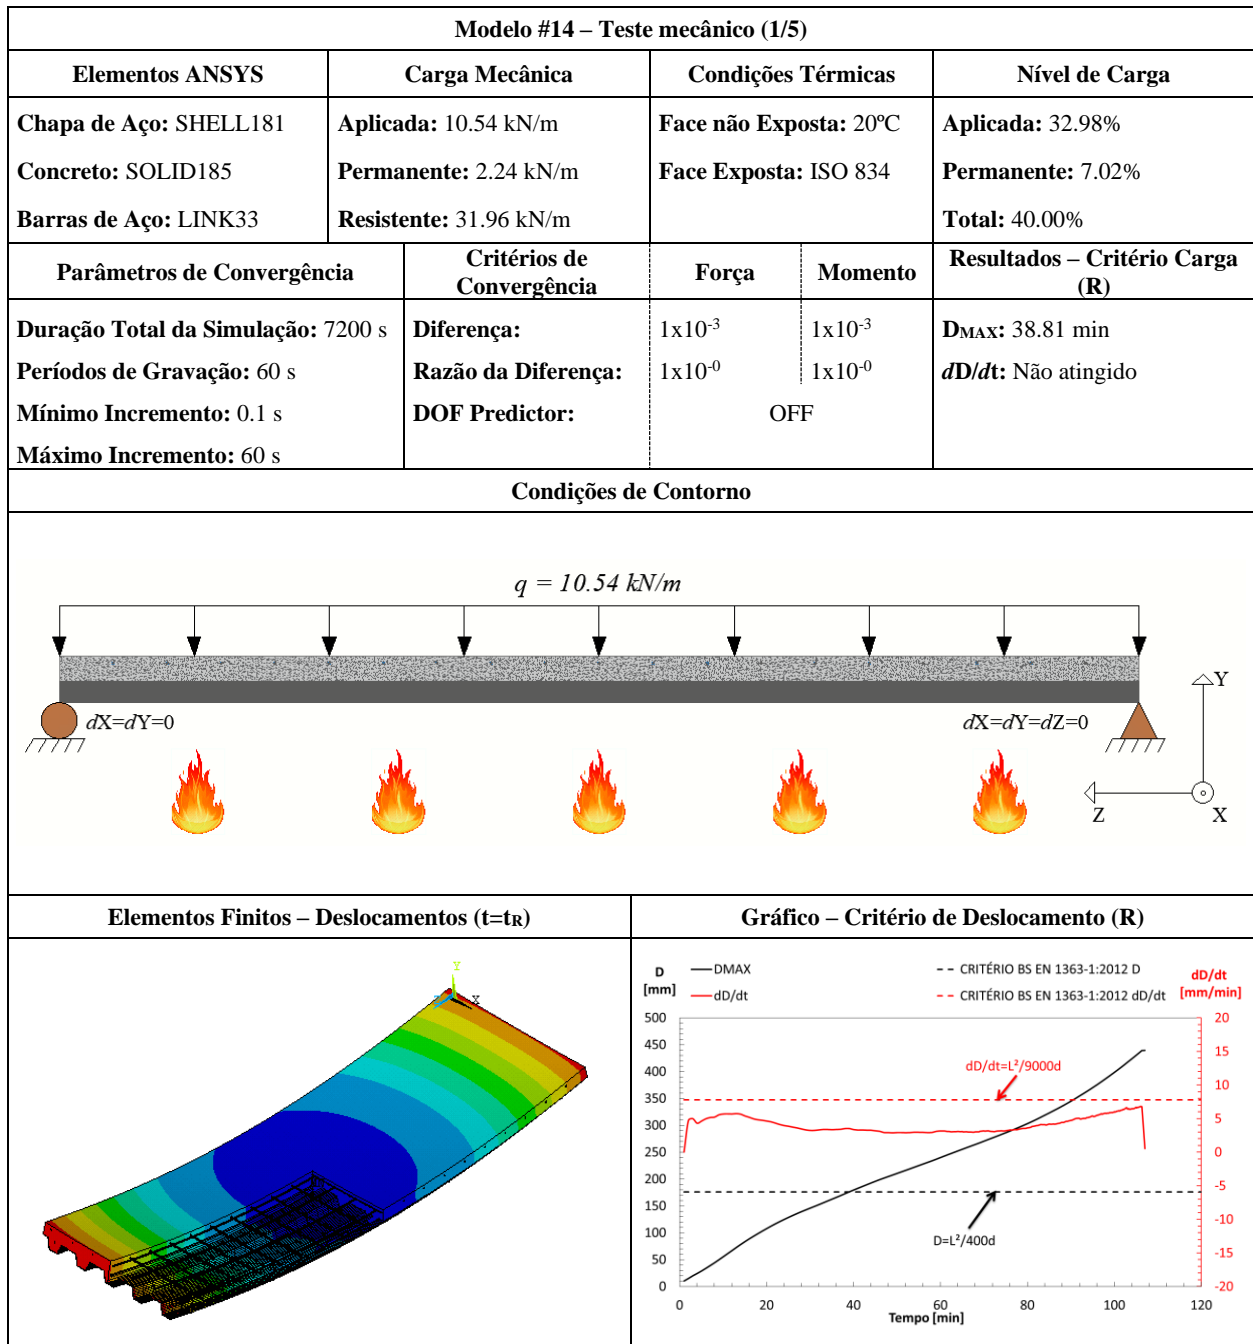 Modelo #14 – Teste mecânico (1/5)
Elementos ANSYS
Carga Mecânica
Condições Térmicas
Nível de Carga
Chapa de Aço: SHELL181
Concreto: SOLID185
Barras de Aço: LINK33
Aplicada: 10.54 kN/m
Permanente: 2.24 kN/m
Resistente: 31.96 kN/m
Face não Exposta: 20ºC
Face Exposta: ISO 834
Aplicada: 32.98%
Permanente: 7.02%
Total: 40.00%
Parâmetros de Convergência
Critérios de
Convergência
Força
Momento
Resultados – Critério Carga
(R)
Duração Total da Simulação: 7200 s
Períodos de Gravação: 60 s
Mínimo Incremento: 0.1 s
Máximo Incremento: 60 s
Diferença: 1x10⁻³ 1x10⁻³
Razão da Diferença: 1x10⁻⁰ 1x10⁻⁰
DOF Predictor: OFF
DMAX: 38.81 min
dD/dt: Não atingido
Condições de Contorno
q = 10.54 kN/m
dX=dY=0
dX=dY=dZ=0
Y
Z
X
Elementos Finitos – Deslocamentos (t=tR)
Gráfico – Critério de Deslocamento (R)
Y
X
D
[mm]
DMAX
dD/dt
CRITÉRIO BS EN 1363-1:2012 D
CRITÉRIO BS EN 1363-1:2012 dD/dt
dD/dt
[mm/min]
500
450
400
350
300
250
200
150
100
50
0
20
15
10
5
0
-5
-10
-15
-20
dD/dt=L²/9000d
D=L²/400d
0 20 40 60 80 100 120
Tempo [min]